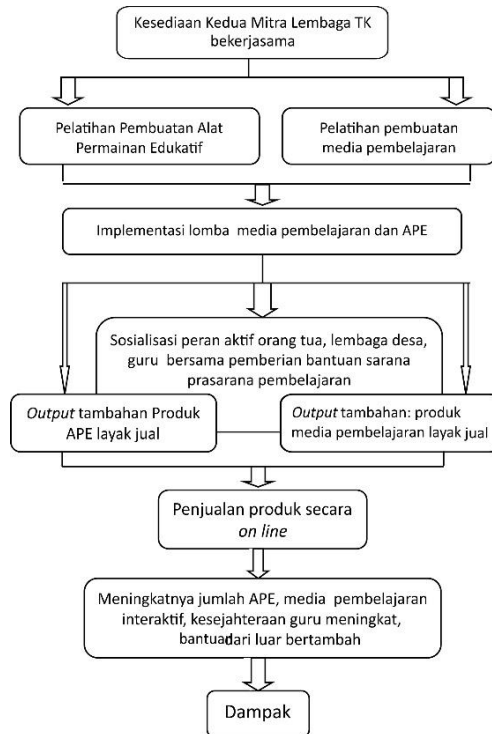 Kesediaan Kedua Mitra Lembaga TK
bekerjasama
Pelatihan Pembuatan Alat
Permainan Edukatif
Pelatihan pembuatan
media pembelajaran
Implementasi lomba media pembelajaran dan APE
Sosialisasi peran aktif orang tua, lembaga desa,
guru bersama pemberian bantuan sarana
prasarana pembelajaran
Output tambahan Produk
APE layak jual
Output tambahan: produk
media pembelajaran layak jual
Penjualan produk secara
on line
Meningkatnya jumlah APE, media pembelajaran
interaktif, kesejahteraan guru meningkat,
bantuan dari luar bertambah
Dampak